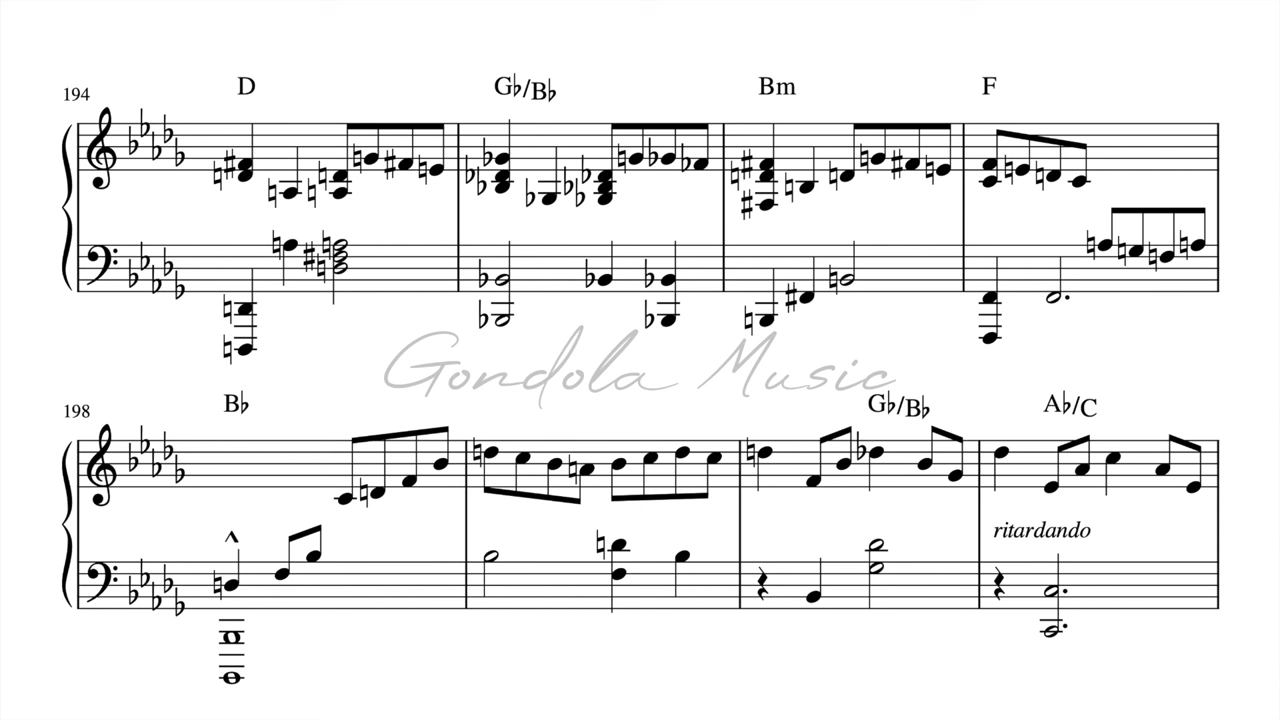 194 D G♭/B♭ Bm F
Gondola Music
198 B♭ G♭/B♭ A♭/C
ritardando